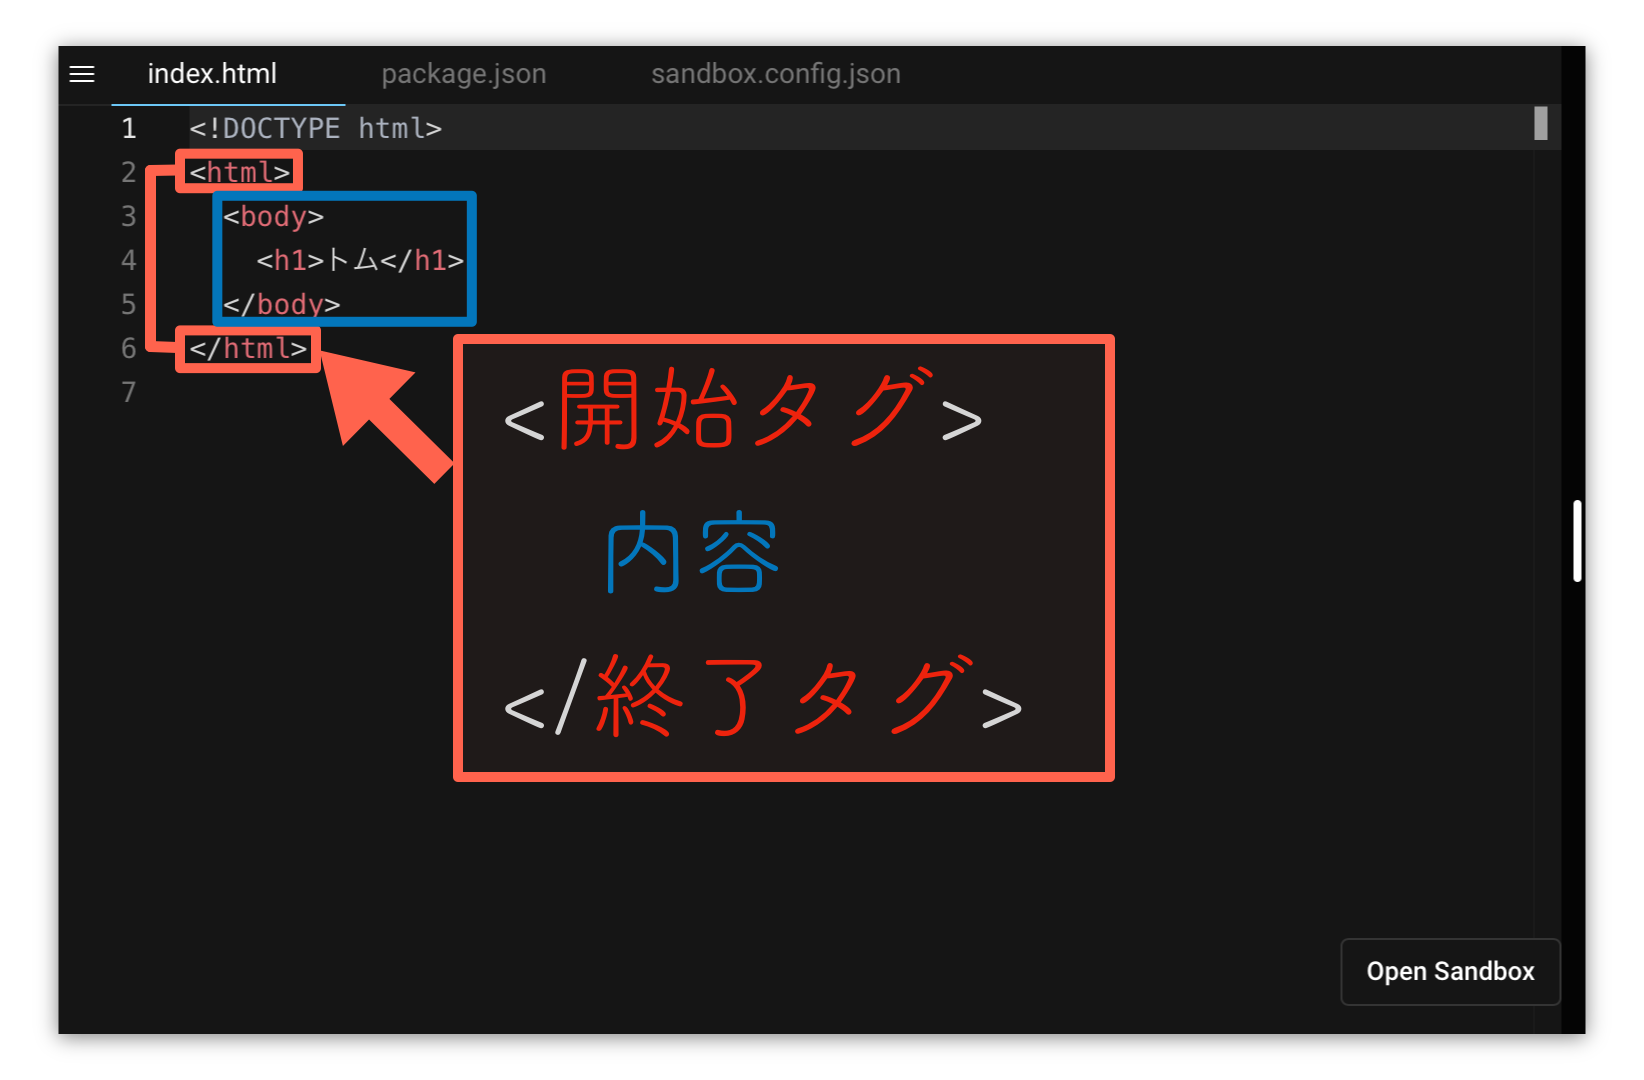 index.html package.json sandbox.config.json
1 <!DOCTYPE html>
2 <html>
3 <body>
4 <h1>トム</h1>
5 </body>
6 </html>
7
<開始タグ>
内容
</終了タグ>
Open Sandbox